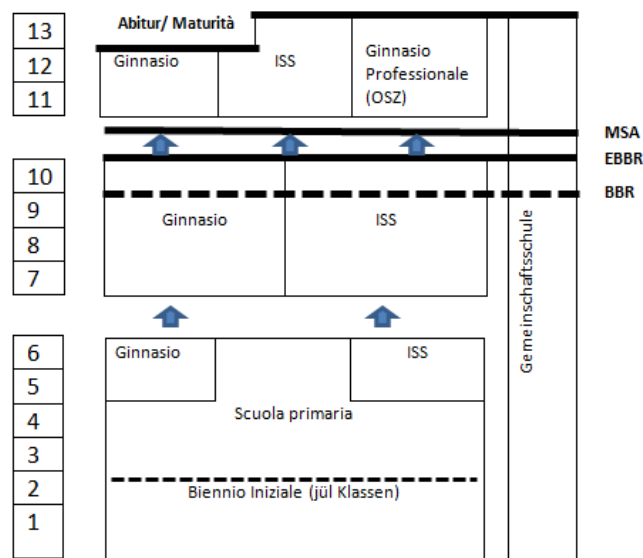 13
Abitur/ Maturità
12
Ginnasio
ISS
Ginnasio
Professionale
(OSZ)
11
MSA
EBBR
10
BBR
9
Ginnasio
ISS
8
7
Gemeinschaftsschule
6
Ginnasio
ISS
5
4
Scuola primaria
3
2
Biennio Iniziale (jül Klassen)
1